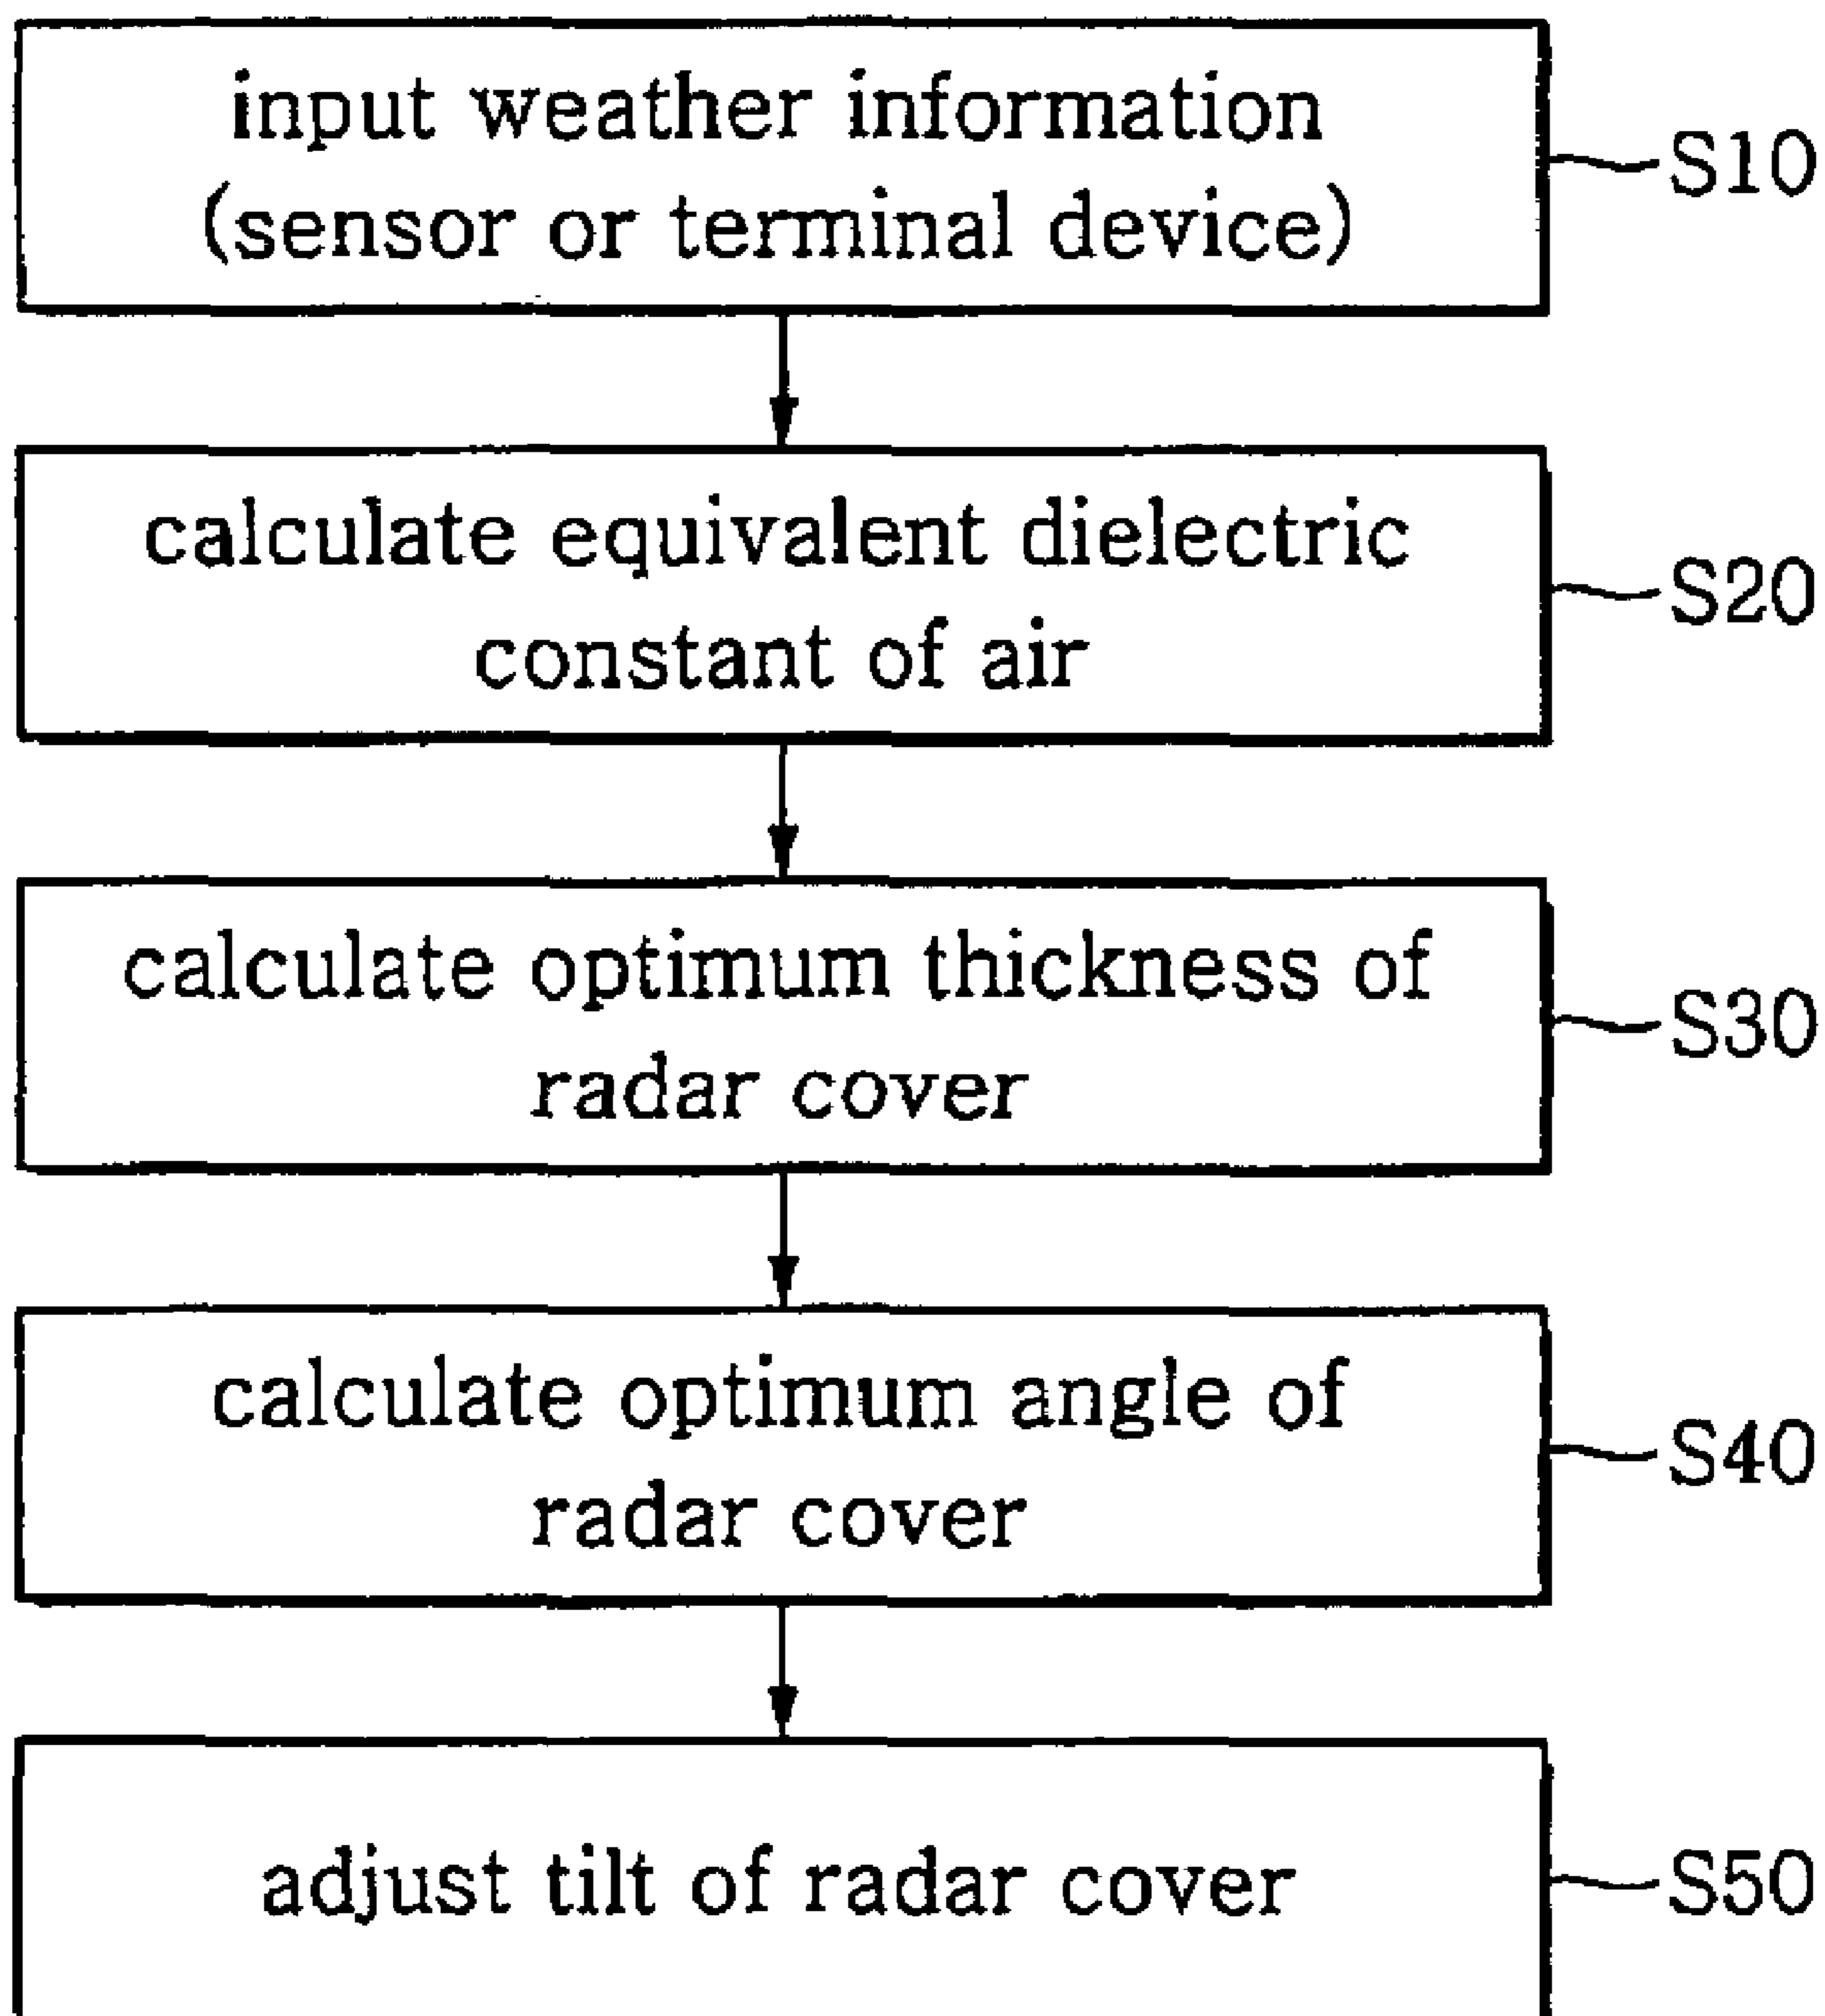 input weather information
(sensor or terminal device)
S10
calculate equivalent dielectric
constant of air
S20
calculate optimum thickness of
radar cover
S30
calculate optimum angle of
radar cover
S40
adjust tilt of radar cover
S50